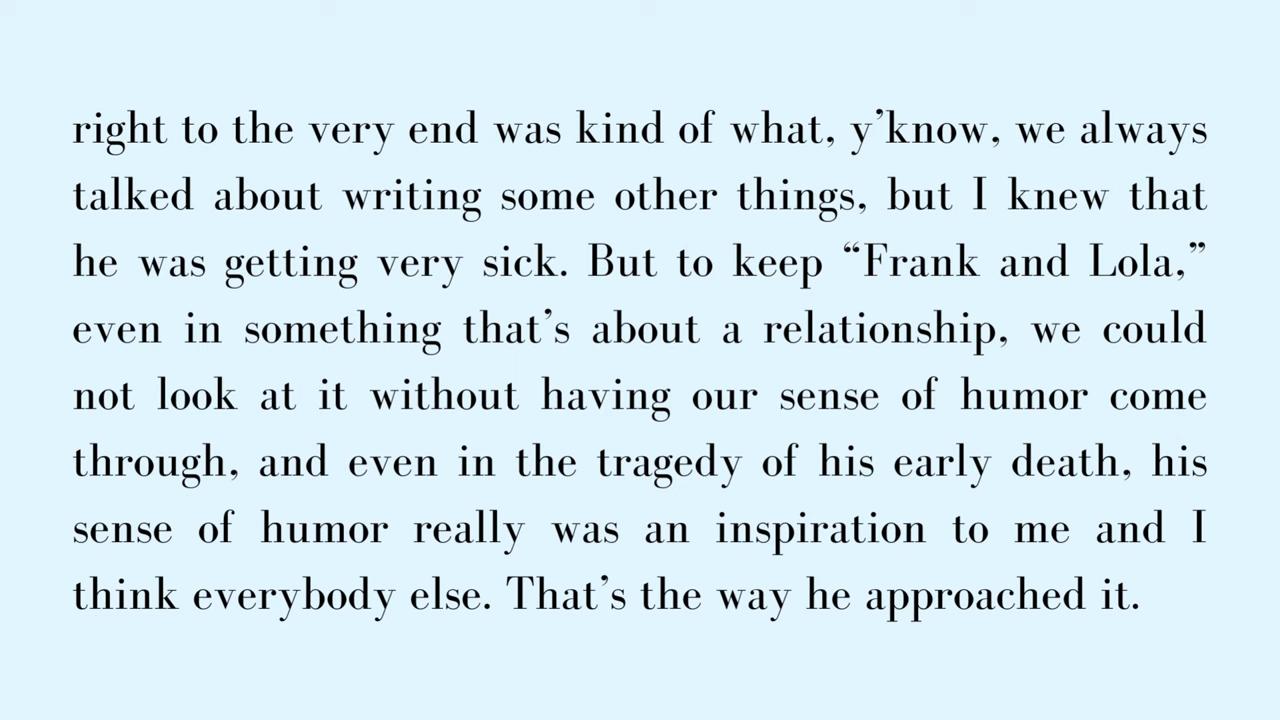 right to the very end was kind of what, y’know, we always
talked about writing some other things, but I knew that
he was getting very sick. But to keep “Frank and Lola,”
even in something that’s about a relationship, we could
not look at it without having our sense of humor come
through, and even in the tragedy of his early death, his
sense of humor really was an inspiration to me and I
think everybody else. That’s the way he approached it.